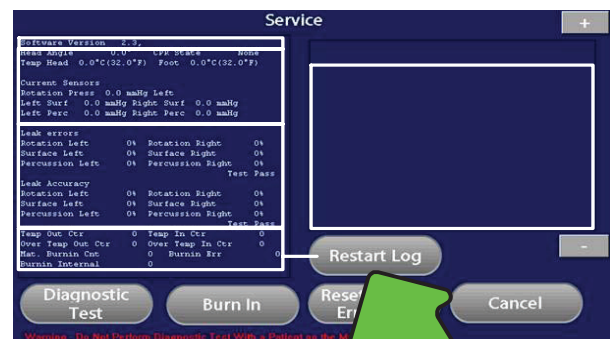 Service
+
Software Version 2.3,
Head Angle 0.0° CPR State None
Temp Head 0.0°C(32.0°F) Foot 0.0°C(32.0°F)
Current Sensors
Rotation Press 0.0 mmHg Left
Left Surf 0.0 mmHg Right Surf 0.0 mmHg
Left Perc 0.0 mmHg Right Perc 0.0 mmHg
Leak errors
Rotation Left 0% Rotation Right 0%
Surface Left 0% Surface Right 0%
Percussion Left 0% Percussion Right 0%
Test Pass
Leak Accuracy
Rotation Left 0% Rotation Right 0%
Surface Left 0% Surface Right 0%
Percussion Left 0% Percussion Right 0%
Test Pass
Temp Out Ctr 0 Temp In Ctr 0
Over Temp Out Ctr 0 Over Temp In Ctr 0
Mat. Burnin Cnt 0 Burnin Err 0
Burnin Internal 0
Restart Log
-
Diagnostic
Test
Burn In
Reset
Err
Cancel
Warning Do Not Perform Diagnostic Test With a Patient on the M